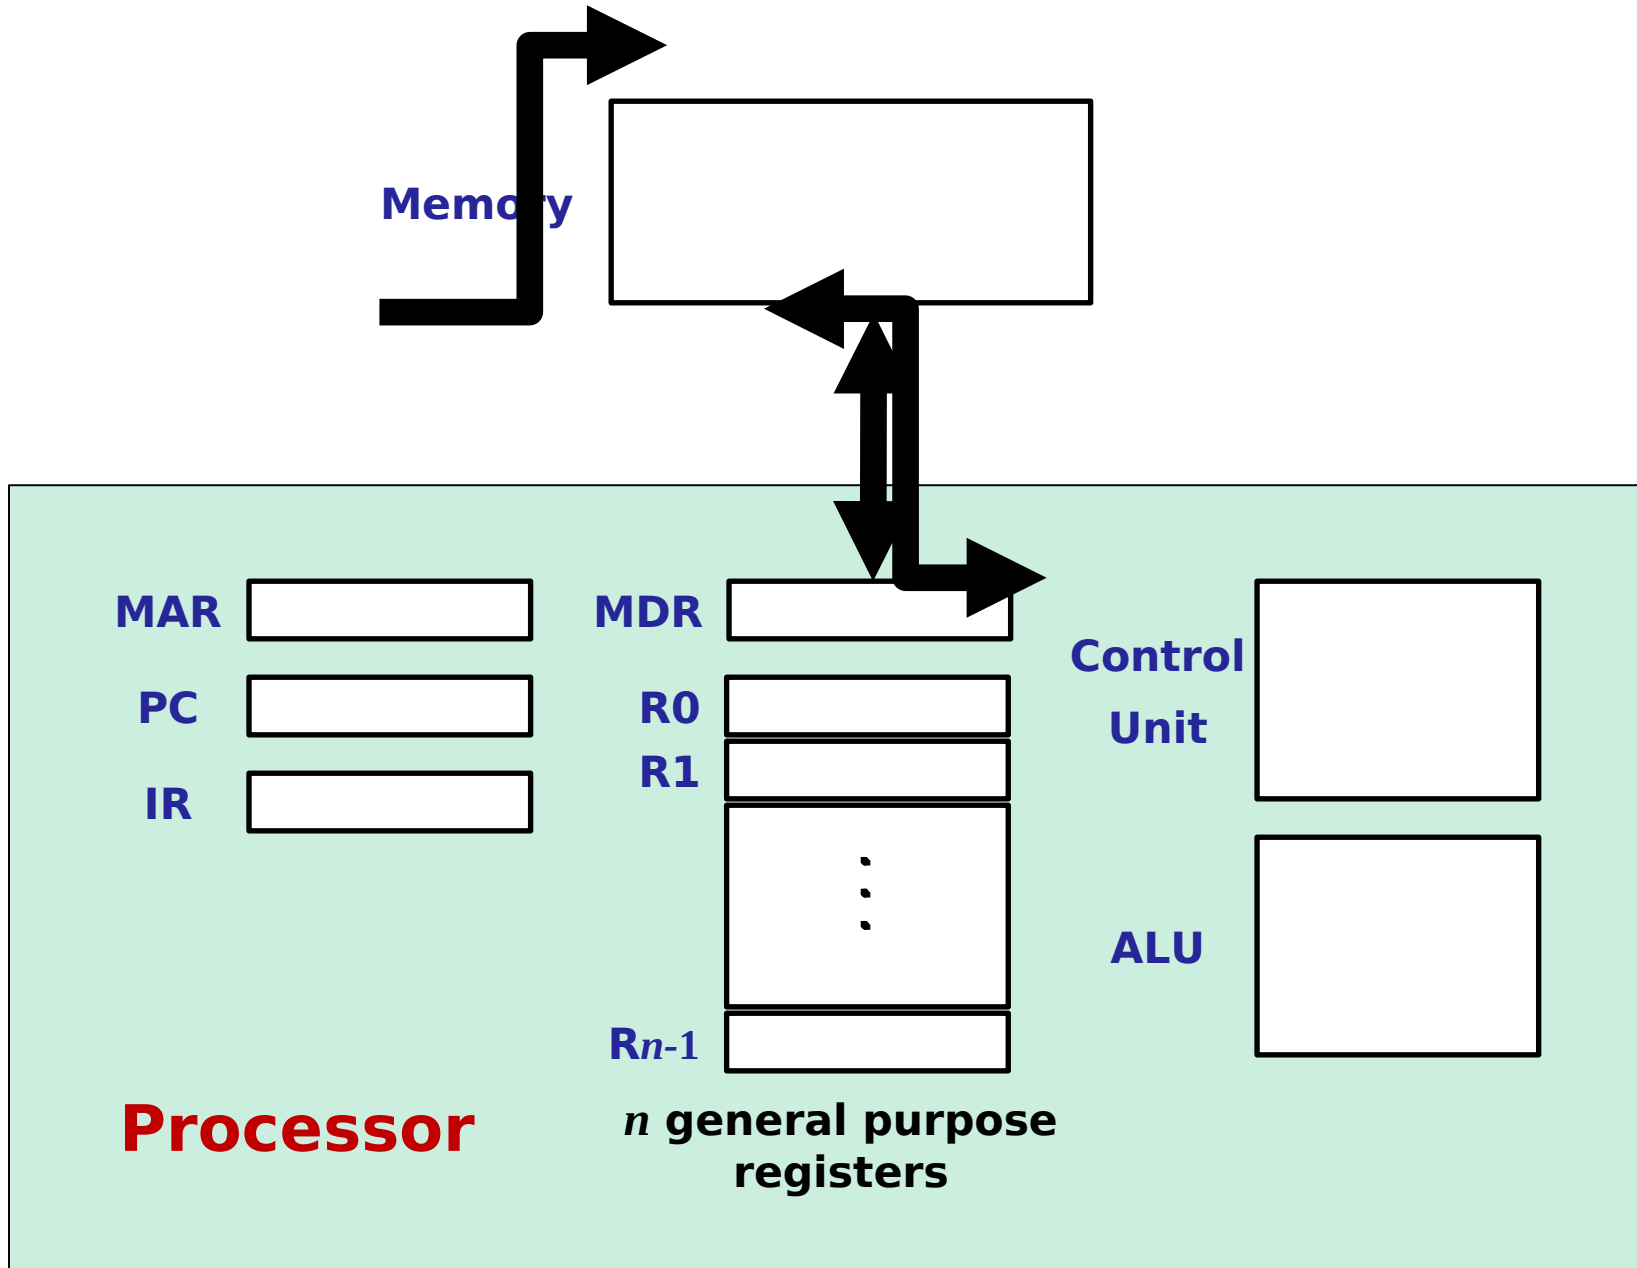 Memory
MAR
MDR
Control
Unit
PC
R0
R1
IR
ALU
Rn-1
Processor
n general purpose
registers